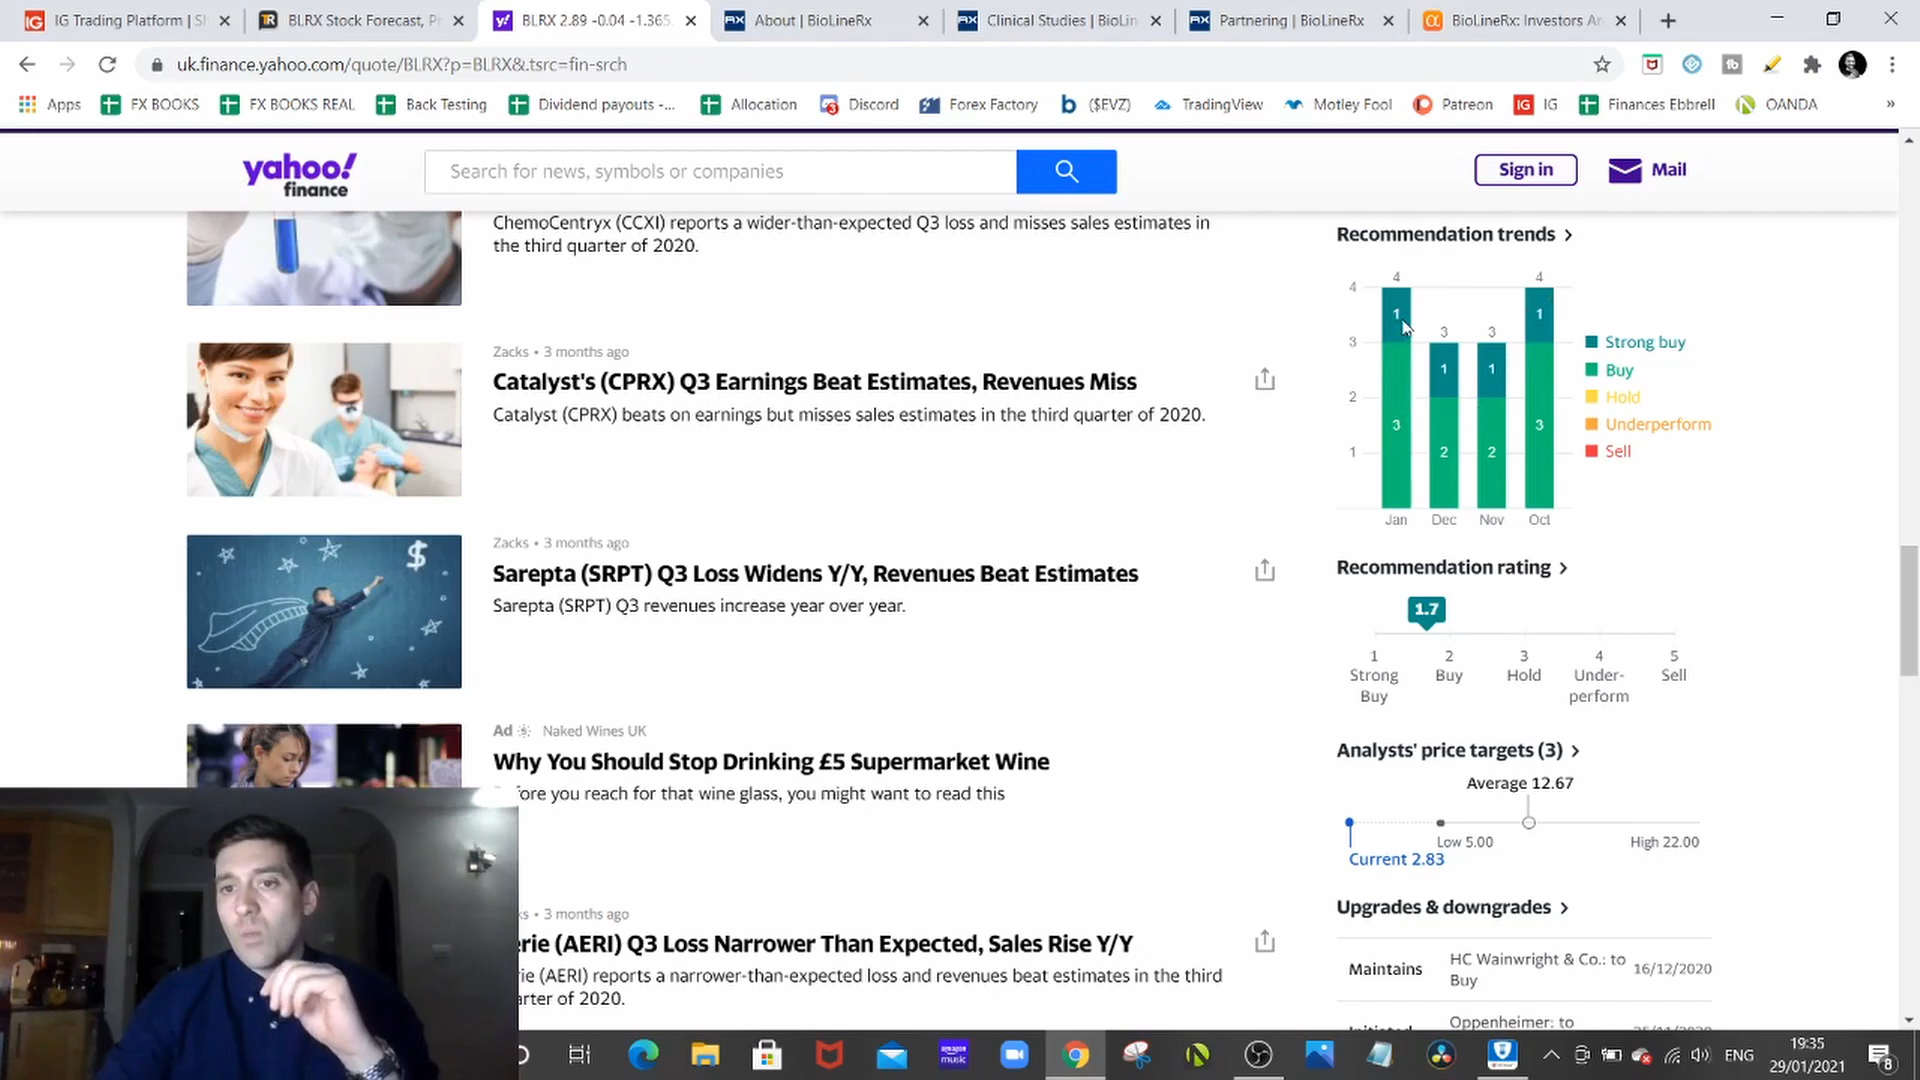 IG Trading Platform | S
BLRX Stock Forecast, Pr
BLRX 2.89 -0.04 -1.365
About | BioLineRx
Clinical Studies | BioLin
Partnering | BioLineRx
BioLineRx: Investors Ar
uk.finance.yahoo.com/quote/BLRX?p=BLRX&.tsrc=fin-srch
Apps
FX BOOKS
FX BOOKS REAL
Back Testing
Dividend payouts -...
Allocation
Discord
Forex Factory
($EVZ)
TradingView
Motley Fool
Patreon
IG
Finances Ebbrell
OANDA
yahoo!
finance
Search for news, symbols or companies
Sign in
Mail
ChemoCentryx (CCXI) reports a wider-than-expected Q3 loss and misses sales estimates in
the third quarter of 2020.
Zacks • 3 months ago
Catalyst's (CPRX) Q3 Earnings Beat Estimates, Revenues Miss
Catalyst (CPRX) beats on earnings but misses sales estimates in the third quarter of 2020.
Zacks • 3 months ago
Sarepta (SRPT) Q3 Loss Widens Y/Y, Revenues Beat Estimates
Sarepta (SRPT) Q3 revenues increase year over year.
Ad Naked Wines UK
Why You Should Stop Drinking £5 Supermarket Wine
fore you reach for that wine glass, you might want to read this
ks • 3 months ago
erie (AERI) Q3 Loss Narrower Than Expected, Sales Rise Y/Y
rie (AERI) reports a narrower-than-expected loss and revenues beat estimates in the third
arter of 2020.
Recommendation trends
4 4
4 1 1
3 3 3
1 1
2
3 2 2 3
1
Jan Dec Nov Oct
Strong buy
Buy
Hold
Underperform
Sell
Recommendation rating
1.7
1 2 3 4 5
Strong Buy Hold Under- Sell
Buy perform
Analysts' price targets (3)
Average 12.67
Low 5.00 High 22.00
Current 2.83
Upgrades & downgrades
Maintains HC Wainwright & Co.: to Buy 16/12/2020
Oppenheimer: to
ENG
19:35
29/01/2021
8